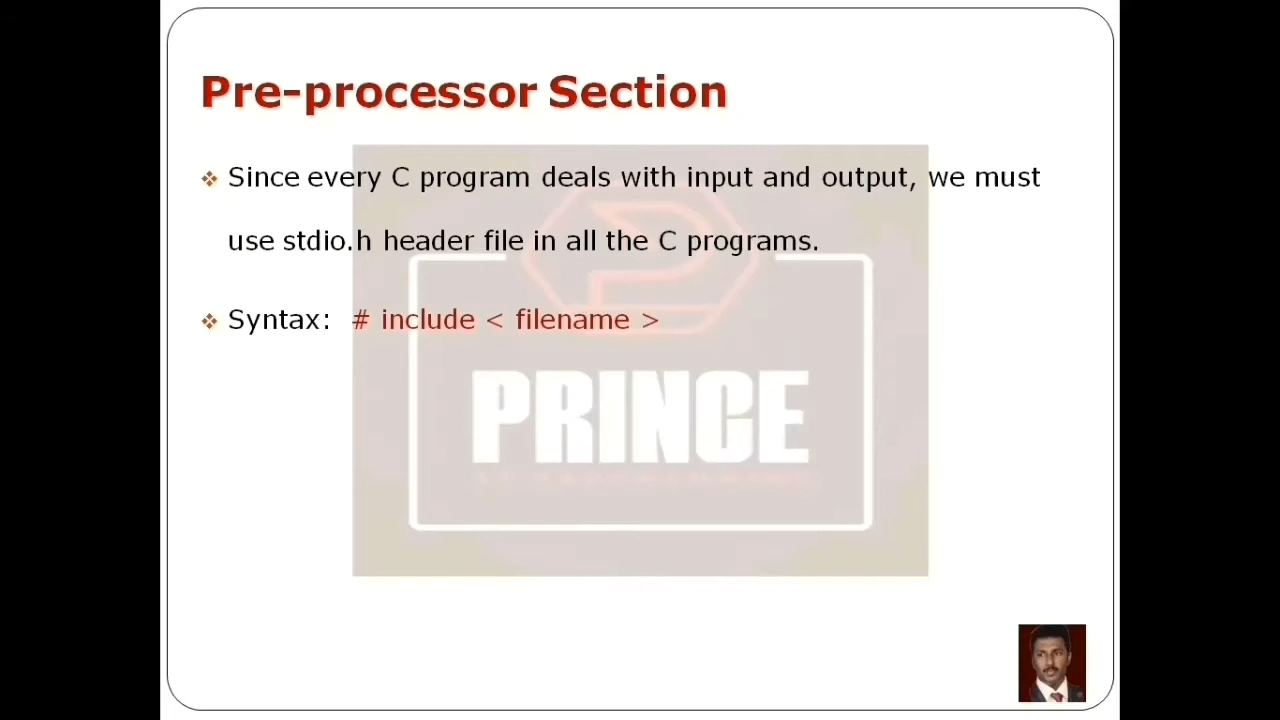 Pre-processor Section
Since every C program deals with input and output, we must
use stdio.h header file in all the C programs.
Syntax: # include < filename >
PRINCE